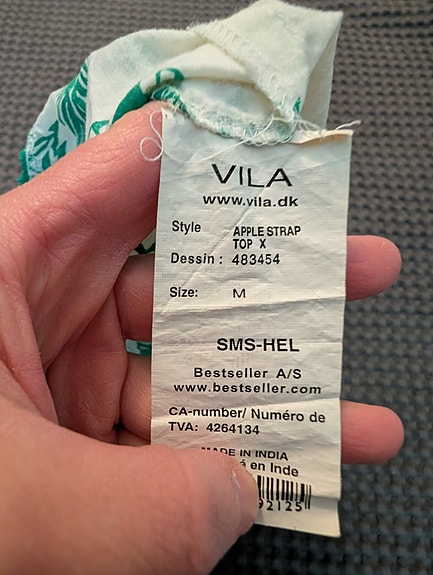 VILA
www.vila.dk
Style APPLE STRAP
TOP X
Dessin : 483454
Size: M
SMS-HEL
Bestseller A/S
www.bestseller.com
CA-number/ Numéro de
TVA: 4264134
MADE IN INDIA
en Inde
92125